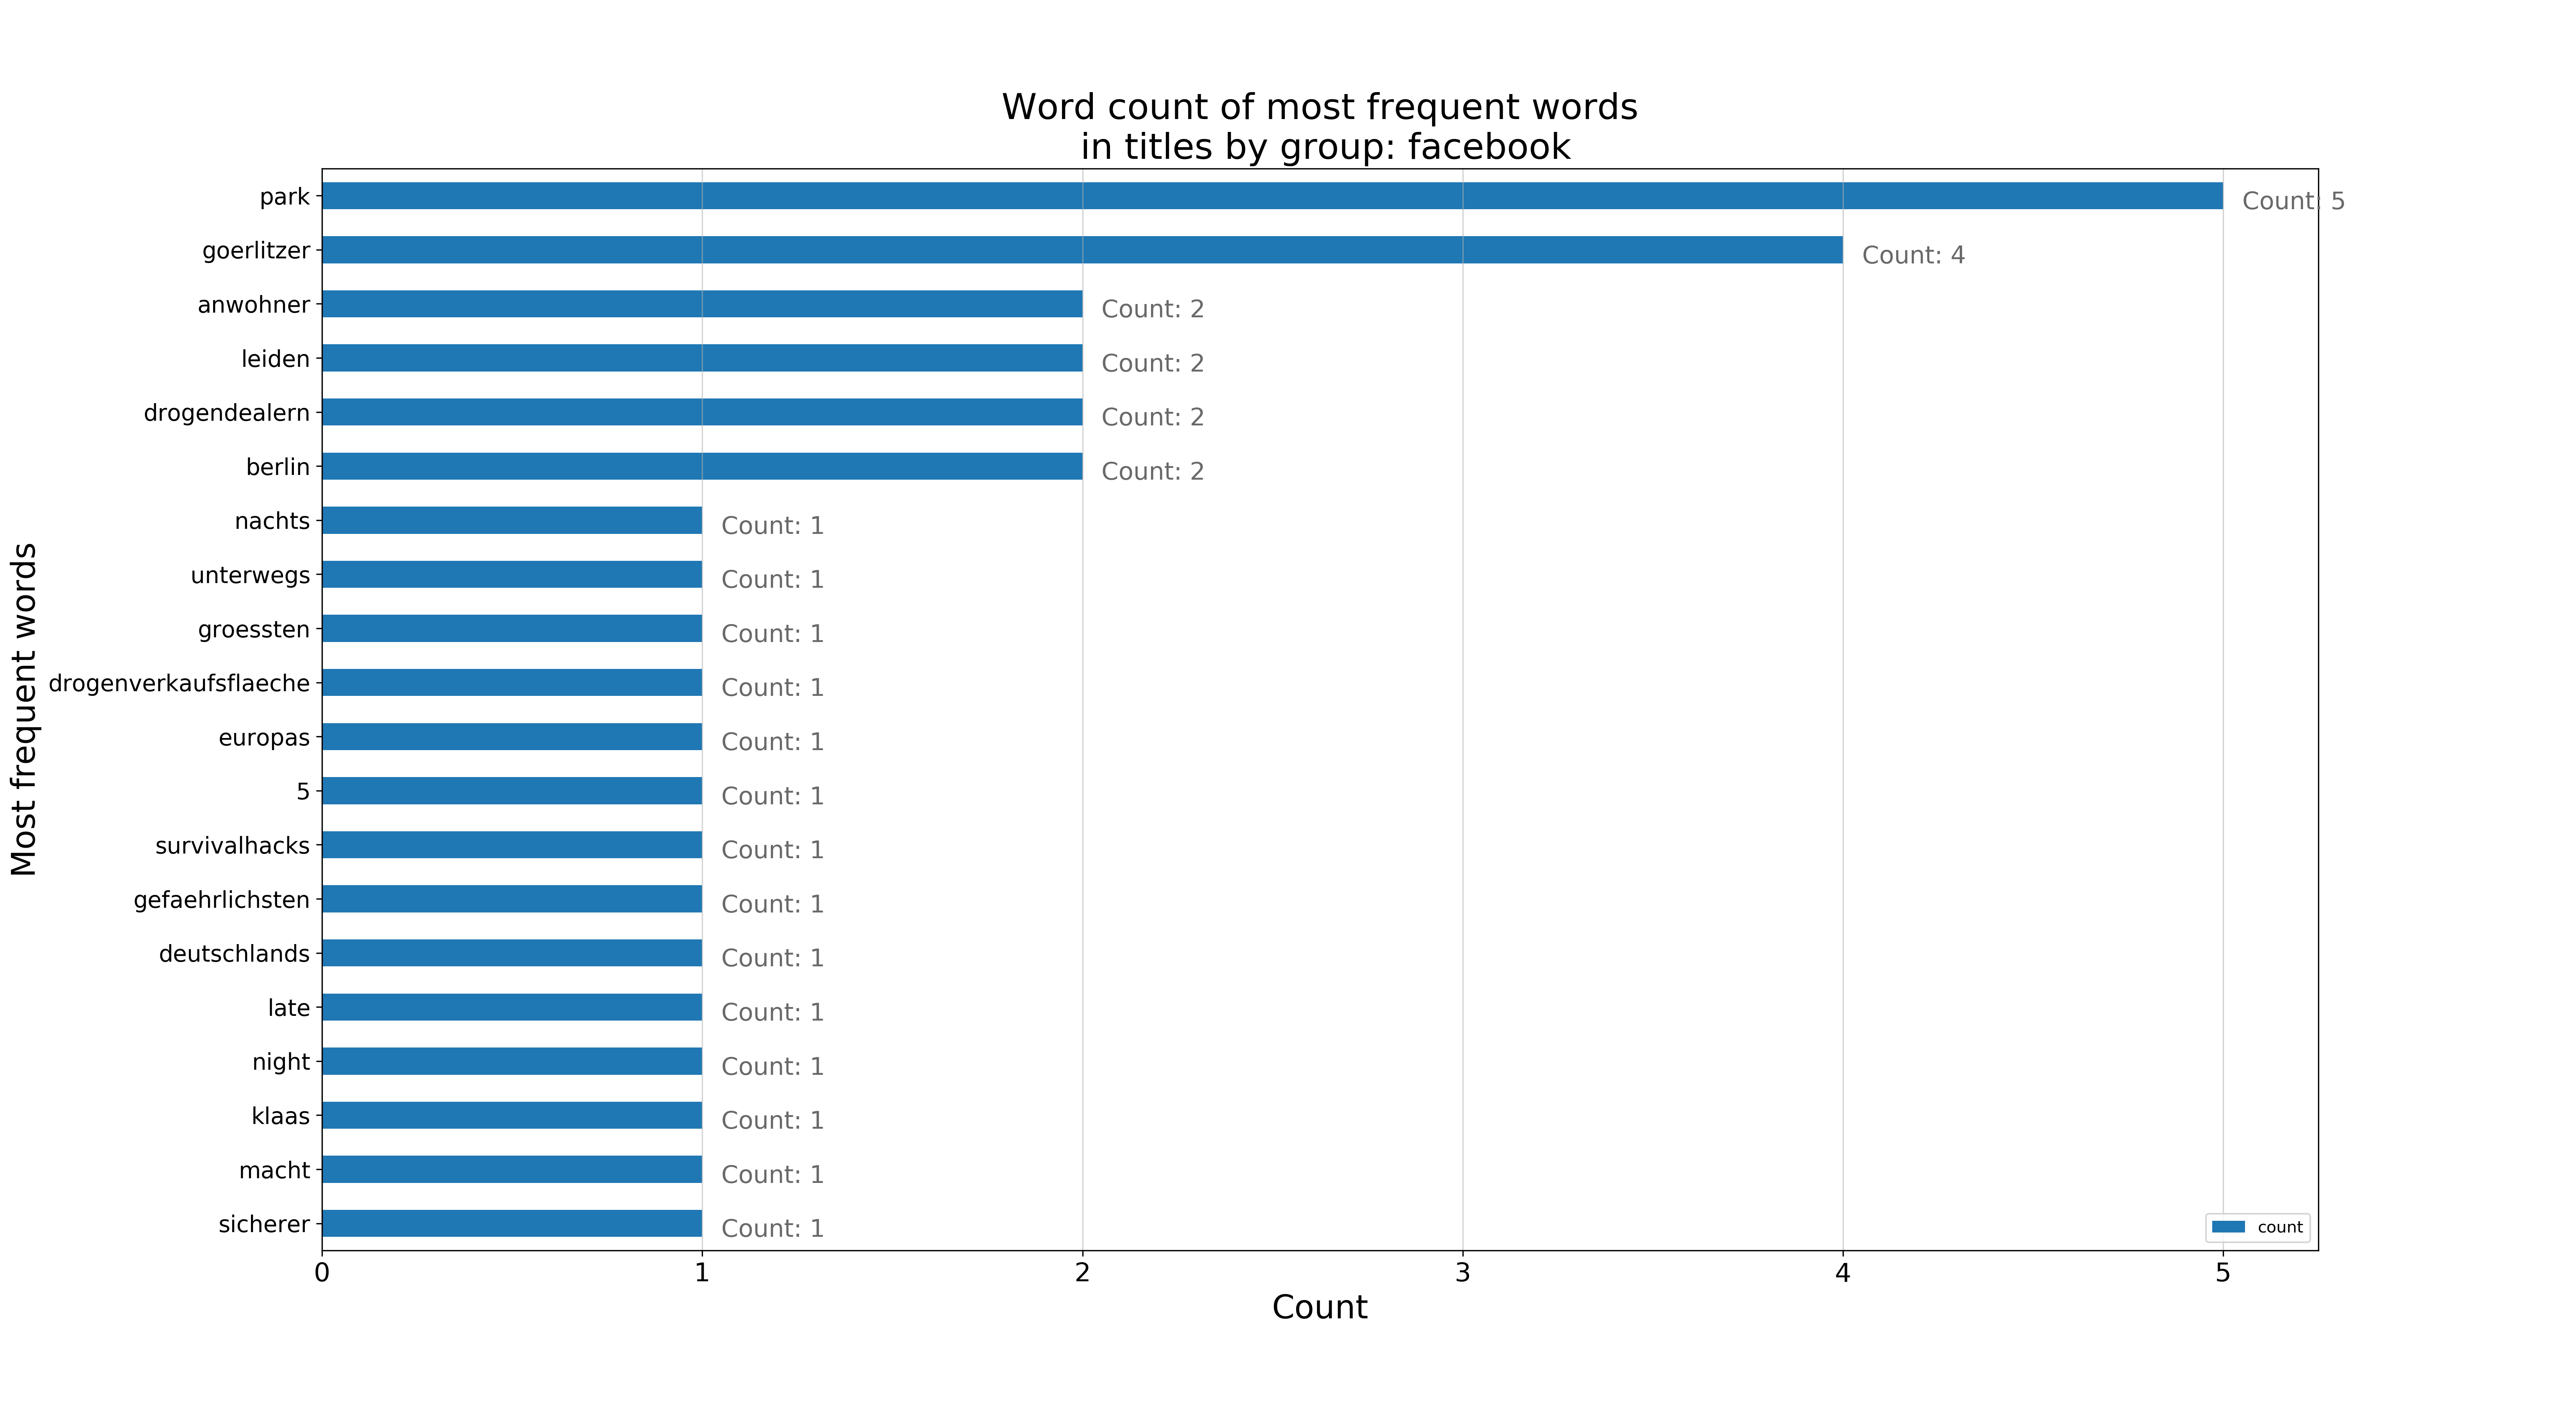 Word count of most frequent words
in titles by group: facebook
Most frequent words
park Count: 5
goerlitzer Count: 4
anwohner Count: 2
leiden Count: 2
drogendealern Count: 2
berlin Count: 2
nachts Count: 1
unterwegs Count: 1
groessten Count: 1
drogenverkaufsflaeche Count: 1
europas Count: 1
5 Count: 1
survivalhacks Count: 1
gefaehrlichsten Count: 1
deutschlands Count: 1
late Count: 1
night Count: 1
klaas Count: 1
macht Count: 1
sicherer Count: 1
count
0 1 2 3 4 5
Count